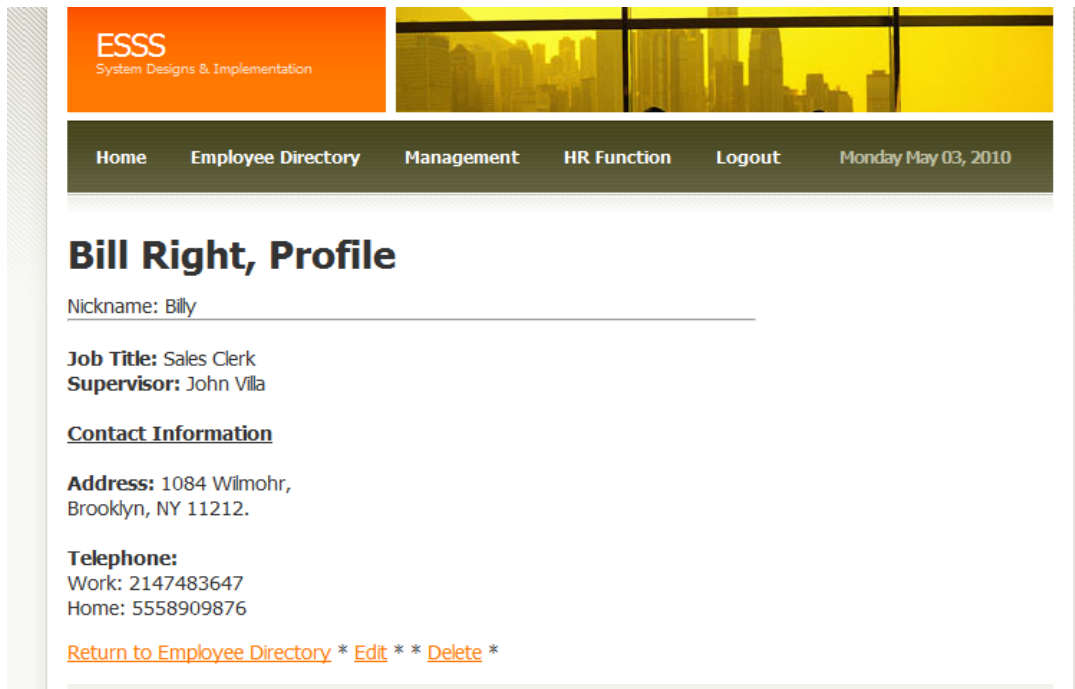 ESSS
System Designs & Implementation
Home Employee Directory Management HR Function Logout Monday May 03, 2010
Bill Right, Profile
Nickname: Billy
Job Title: Sales Clerk
Supervisor: John Villa
Contact Information
Address: 1084 Wilmohr,
Brooklyn, NY 11212.
Telephone:
Work: 2147483647
Home: 5558909876
Return to Employee Directory * Edit * * Delete *